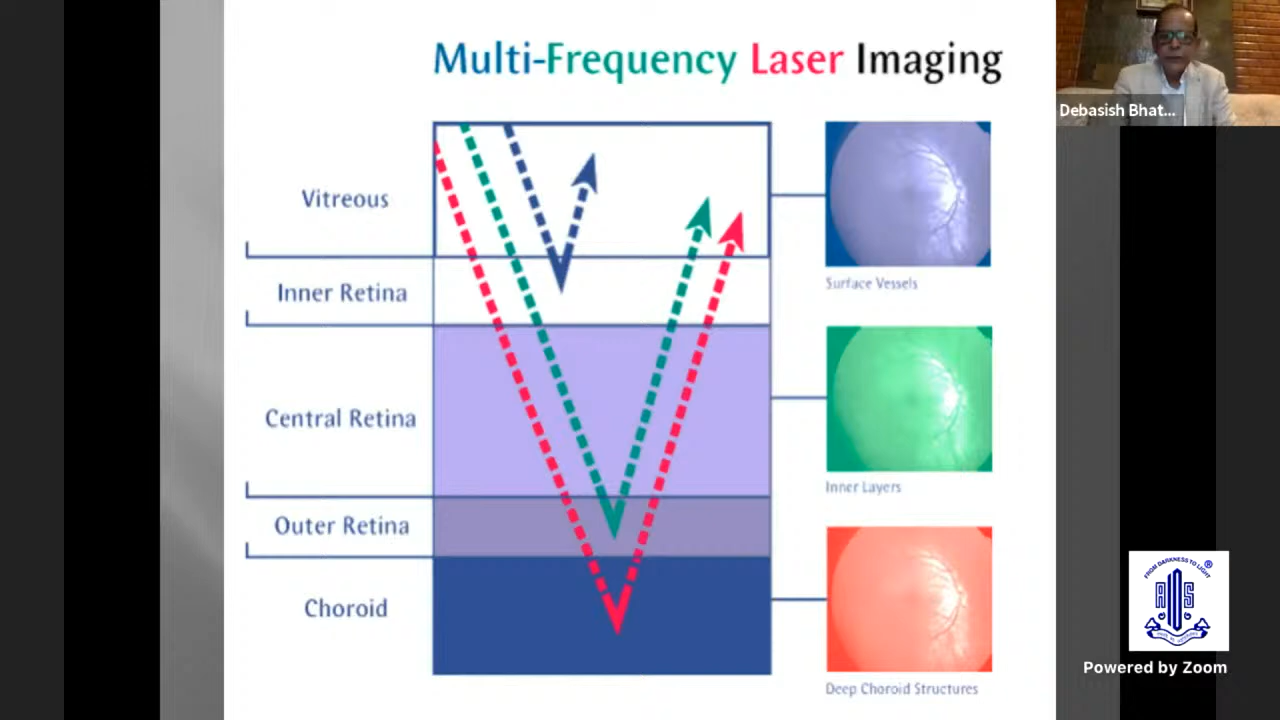 Multi-Frequency Laser Imaging
Debasish Bhat...
Vitreous
Surface Vessels
Inner Retina
Central Retina
Inner Layers
Outer Retina
Choroid
Deep Choroid Structures
FROM DARKNESS TO LIGHT
®
AIOS
Powered by Zoom